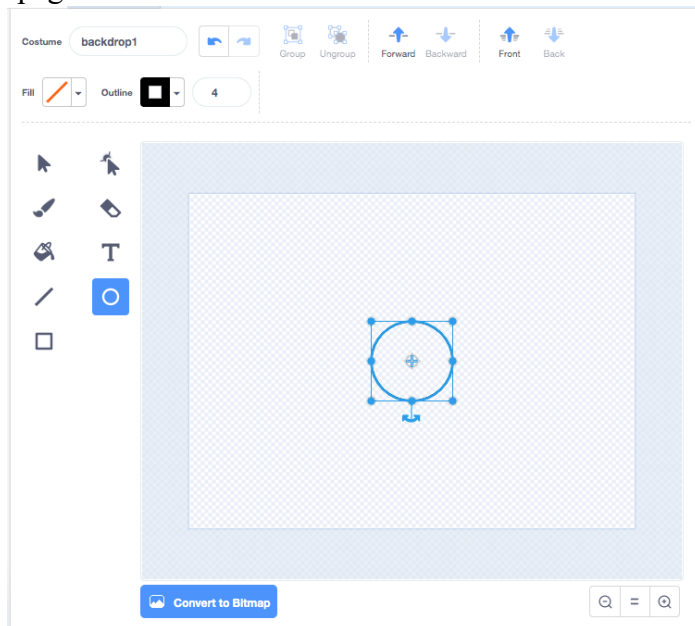 Costume backdrop1 Group Ungroup Forward Backward Front Back
Fill Outline 4
T
Convert to Bitmap